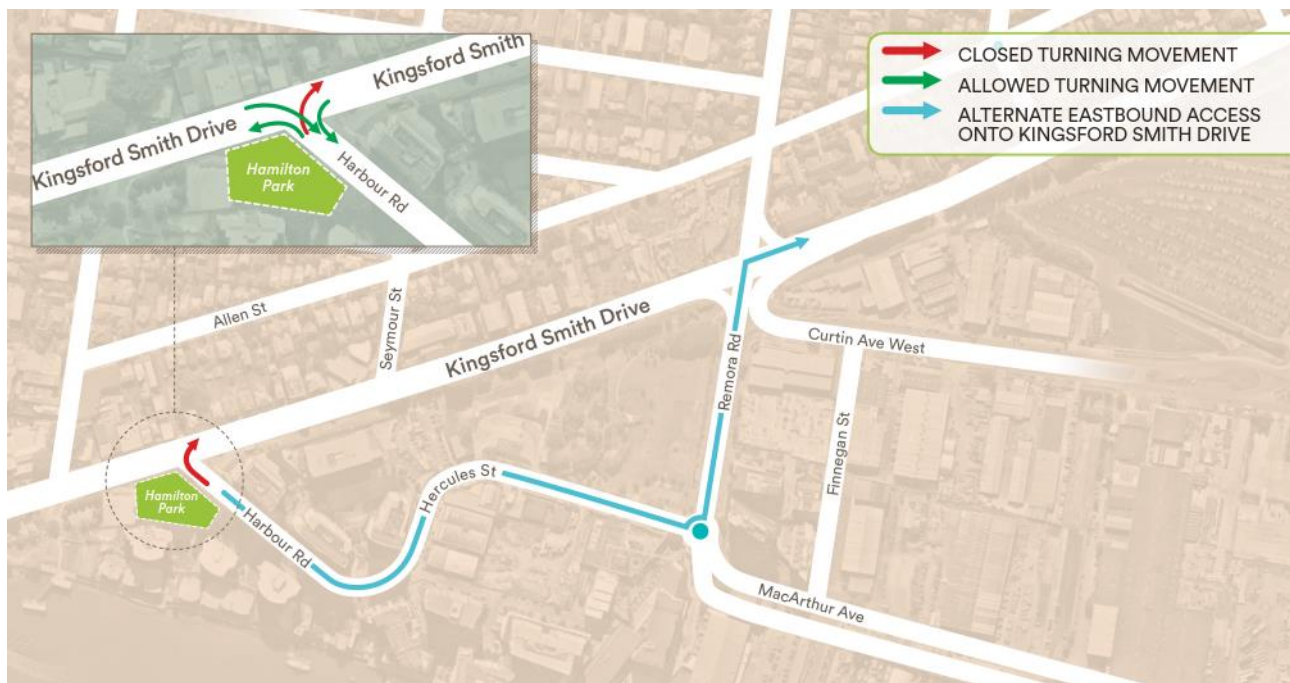 Kingsford Smith
Kingsford Smith Drive
Hamilton
Park
Harbour Rd
CLOSED TURNING MOVEMENT
ALLOWED TURNING MOVEMENT
ALTERNATE EASTBOUND ACCESS
ONTO KINGSFORD SMITH DRIVE
Allen St
Seymour St
Kingsford Smith Drive
Remora Rd
Curtin Ave West
Finnegan St
Hercules St
Hamilton
Park
Harbour Rd
MacArthur Ave